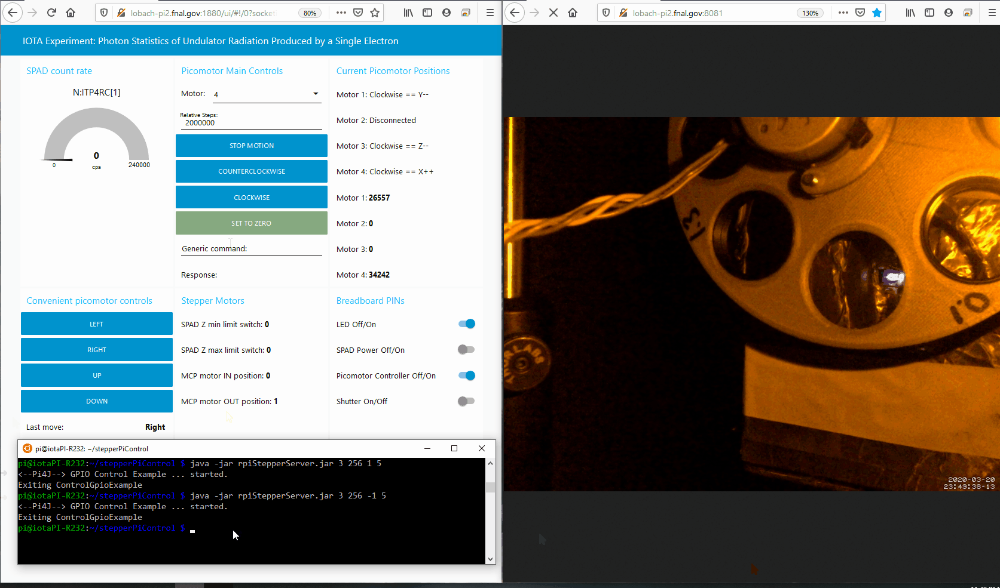 lobach-pi2.fnal.gov:1880/ui/#!/0?socket
80%
lobach-pi2.fnal.gov:8081
130%
IOTA Experiment: Photon Statistics of Undulator Radiation Produced by a Single Electron
SPAD count rate
N:ITP4RC[1]
0
cps
0
240000
Picomotor Main Controls
Motor:
4
Relative Steps:
2000000
STOP MOTION
COUNTERCLOCKWISE
CLOCKWISE
SET TO ZERO
Generic command:
Response:
Current Picomotor Positions
Motor 1: Clockwise == Y--
Motor 2: Disconnected
Motor 3: Clockwise == Z--
Motor 4: Clockwise == X++
Motor 1: 26557
Motor 2: 0
Motor 3: 0
Motor 4: 34242
Convenient picomotor controls
LEFT
RIGHT
UP
DOWN
Last move: Right
Stepper Motors
SPAD Z min limit switch: 0
SPAD Z max limit switch: 0
MCP motor IN position: 0
MCP motor OUT position: 1
Breadboard PINs
LED Off/On
SPAD Power Off/On
Picomotor Controller Off/On
Shutter On/Off
pi@iotaPI-R232: ~/stepperPiControl
pi@iotaPI-R232:~/stepperPiControl $ java -jar rpiStepperServer.jar 3 256 1 5
<--Pi4J--> GPIO Control Example ... started.
Exiting ControlGpioExample
pi@iotaPI-R232:~/stepperPiControl $ java -jar rpiStepperServer.jar 3 256 -1 5
<--Pi4J--> GPIO Control Example ... started.
Exiting ControlGpioExample
pi@iotaPI-R232:~/stepperPiControl $
2020-03-20
23:49:38-13